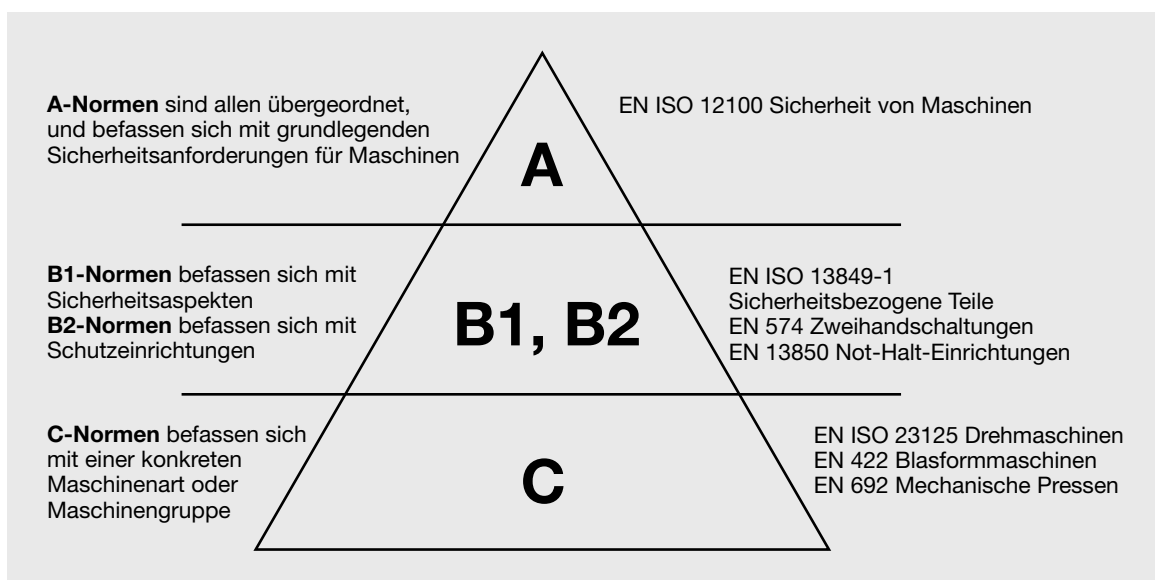 A-Normen sind allen übergeordnet,
und befassen sich mit grundlegenden
Sicherheitsanforderungen für Maschinen
A
EN ISO 12100 Sicherheit von Maschinen
B1-Normen befassen sich mit
Sicherheitsaspekten
B2-Normen befassen sich mit
Schutzeinrichtungen
B1, B2
EN ISO 13849-1
Sicherheitsbezogene Teile
EN 574 Zweihandschaltungen
EN 13850 Not-Halt-Einrichtungen
C-Normen befassen sich
mit einer konkreten
Maschinenart oder
Maschinengruppe
C
EN ISO 23125 Drehmaschinen
EN 422 Blasformmaschinen
EN 692 Mechanische Pressen